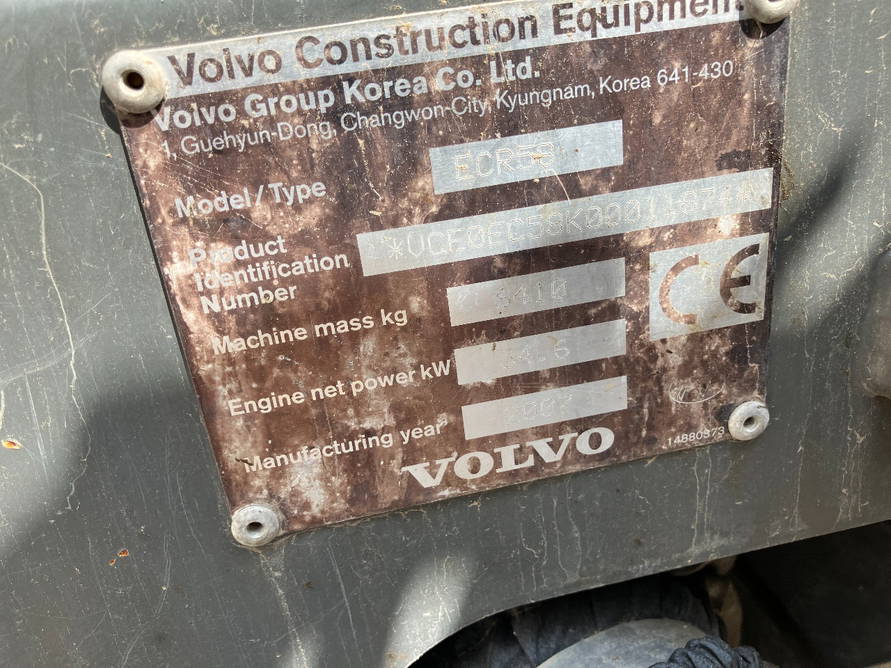 Volvo Construction Equipment
Volvo Group Korea Co. Ltd.
1, Guehyun-Dong, Changwon-City, Kyungnam, Korea 641-430
Model/Type ECR58
Product
Identification
Number
Machine mass kg
CE
Engine net power kW
Manufacturing year
VOLVO
14880373